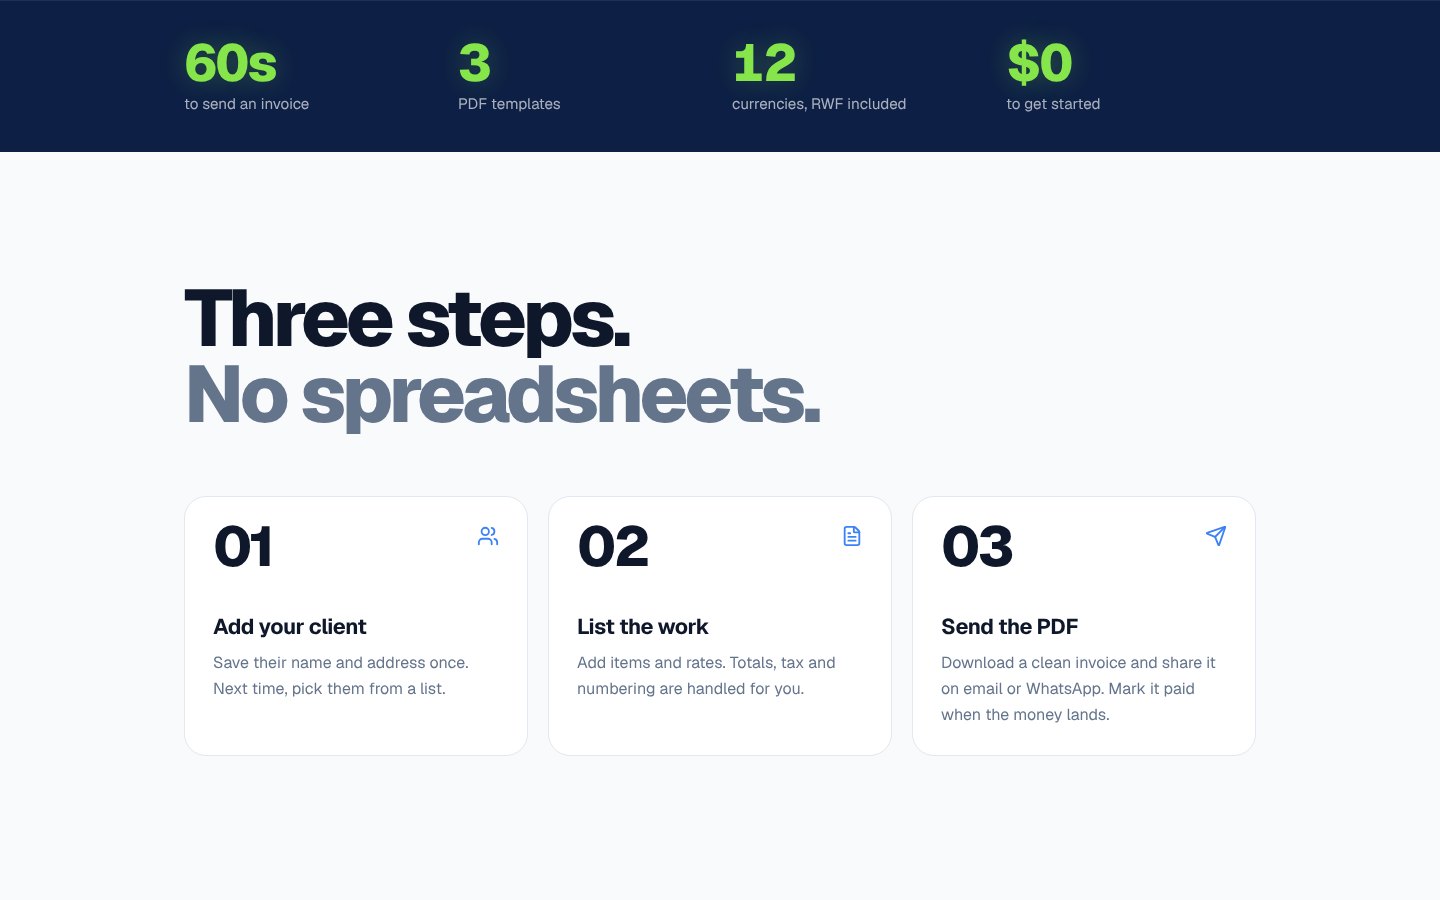 60s
to send an invoice
3
PDF templates
12
currencies, RWF included
$0
to get started
Three steps.
No spreadsheets.
01
Add your client
Save their name and address once.
Next time, pick them from a list.
02
List the work
Add items and rates. Totals, tax and
numbering are handled for you.
03
Send the PDF
Download a clean invoice and share it
on email or WhatsApp. Mark it paid
when the money lands.